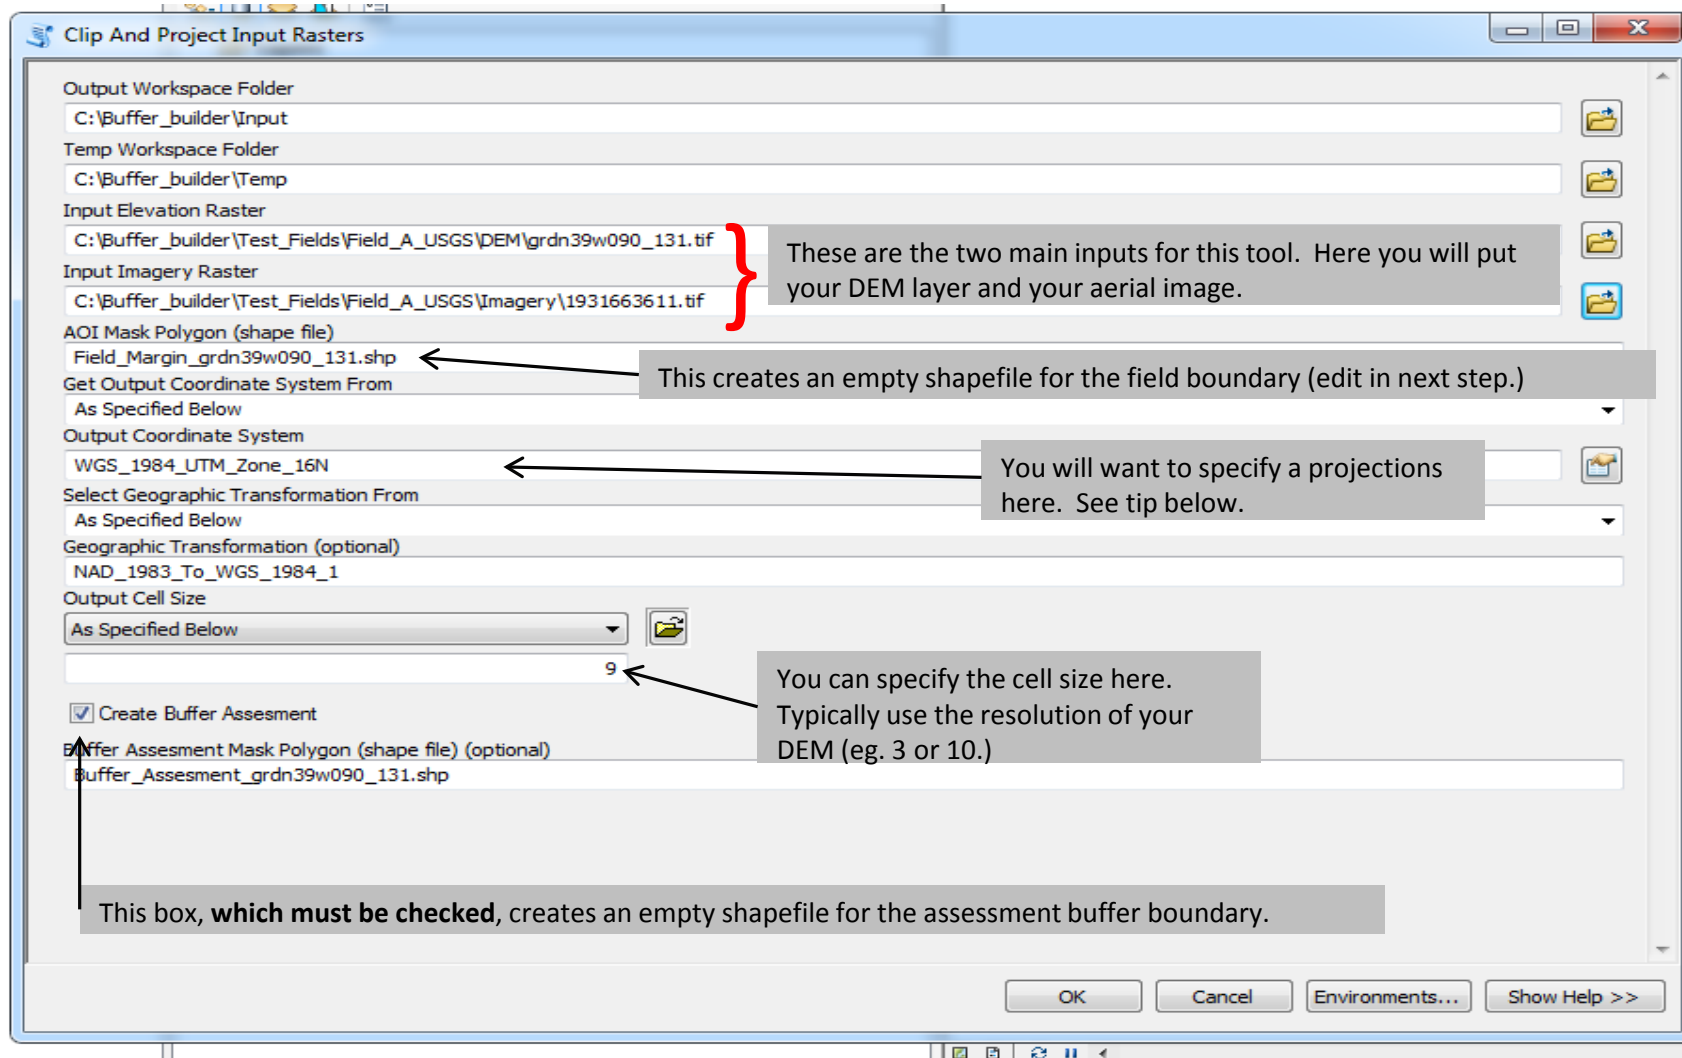 Clip And Project Input Rasters
Output Workspace Folder
C:\Buffer_builder\Input
Temp Workspace Folder
C:\Buffer_builder\Temp
Input Elevation Raster
C:\Buffer_builder\Test_Fields\Field_A_USGS\DEM\grdn39w090_131.tif
Input Imagery Raster
C:\Buffer_builder\Test_Fields\Field_A_USGS\Imagery\1931663611.tif
These are the two main inputs for this tool.  Here you will put
your DEM layer and your aerial image.
AOI Mask Polygon (shape file)
Field_Margin_grdn39w090_131.shp
This creates an empty shapefile for the field boundary (edit in next step.)
Get Output Coordinate System From
As Specified Below
Output Coordinate System
WGS_1984_UTM_Zone_16N
You will want to specify a projections
here.  See tip below.
Select Geographic Transformation From
As Specified Below
Geographic Transformation (optional)
NAD_1983_To_WGS_1984_1
Output Cell Size
As Specified Below
9
You can specify the cell size here.
Typically use the resolution of your
DEM (eg. 3 or 10.)
Create Buffer Assesment
Buffer Assesment Mask Polygon (shape file) (optional)
Buffer_Assesment_grdn39w090_131.shp
This box, which must be checked, creates an empty shapefile for the assessment buffer boundary.
OK
Cancel
Environments...
Show Help >>